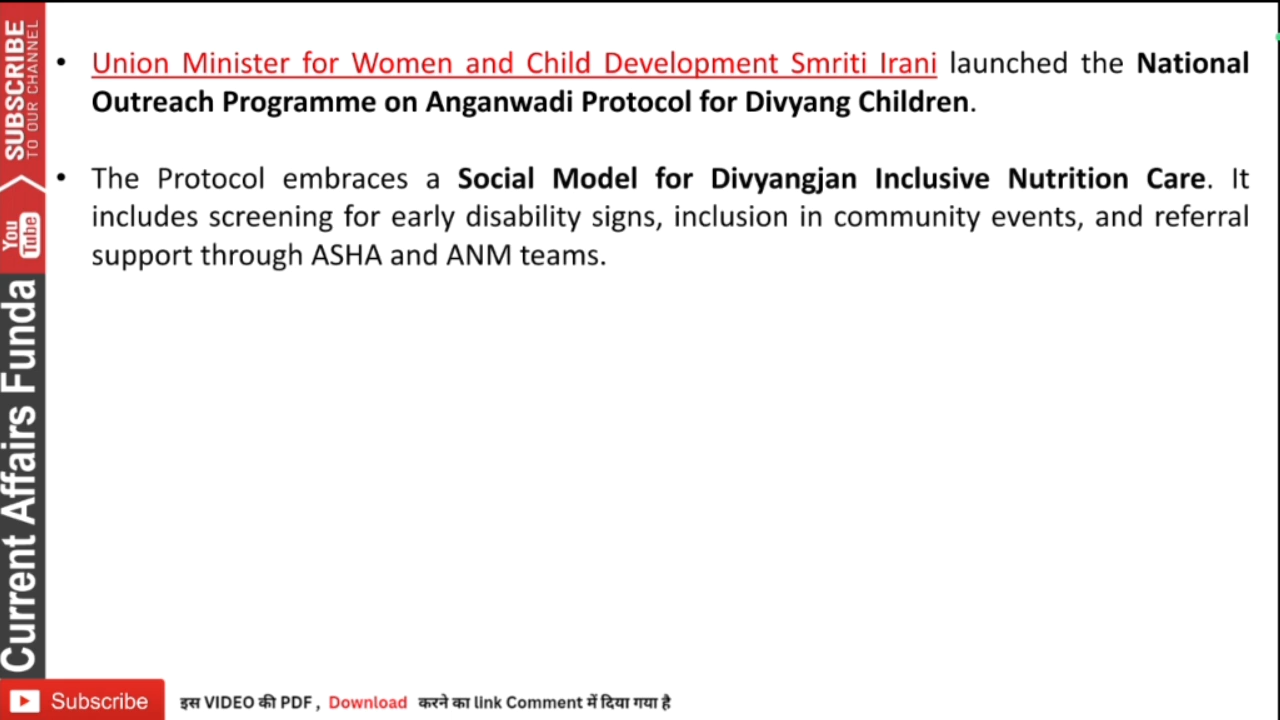 • Union Minister for Women and Child Development Smriti Irani launched the National
Outreach Programme on Anganwadi Protocol for Divyang Children.
• The Protocol embraces a Social Model for Divyangjan Inclusive Nutrition Care. It
includes screening for early disability signs, inclusion in community events, and referral
support through ASHA and ANM teams.
SUBSCRIBE
TO OUR CHANNEL
You
Tube
Current Affairs Funda
Subscribe
इस VIDEO की PDF , Download करने का link Comment में दिया गया है